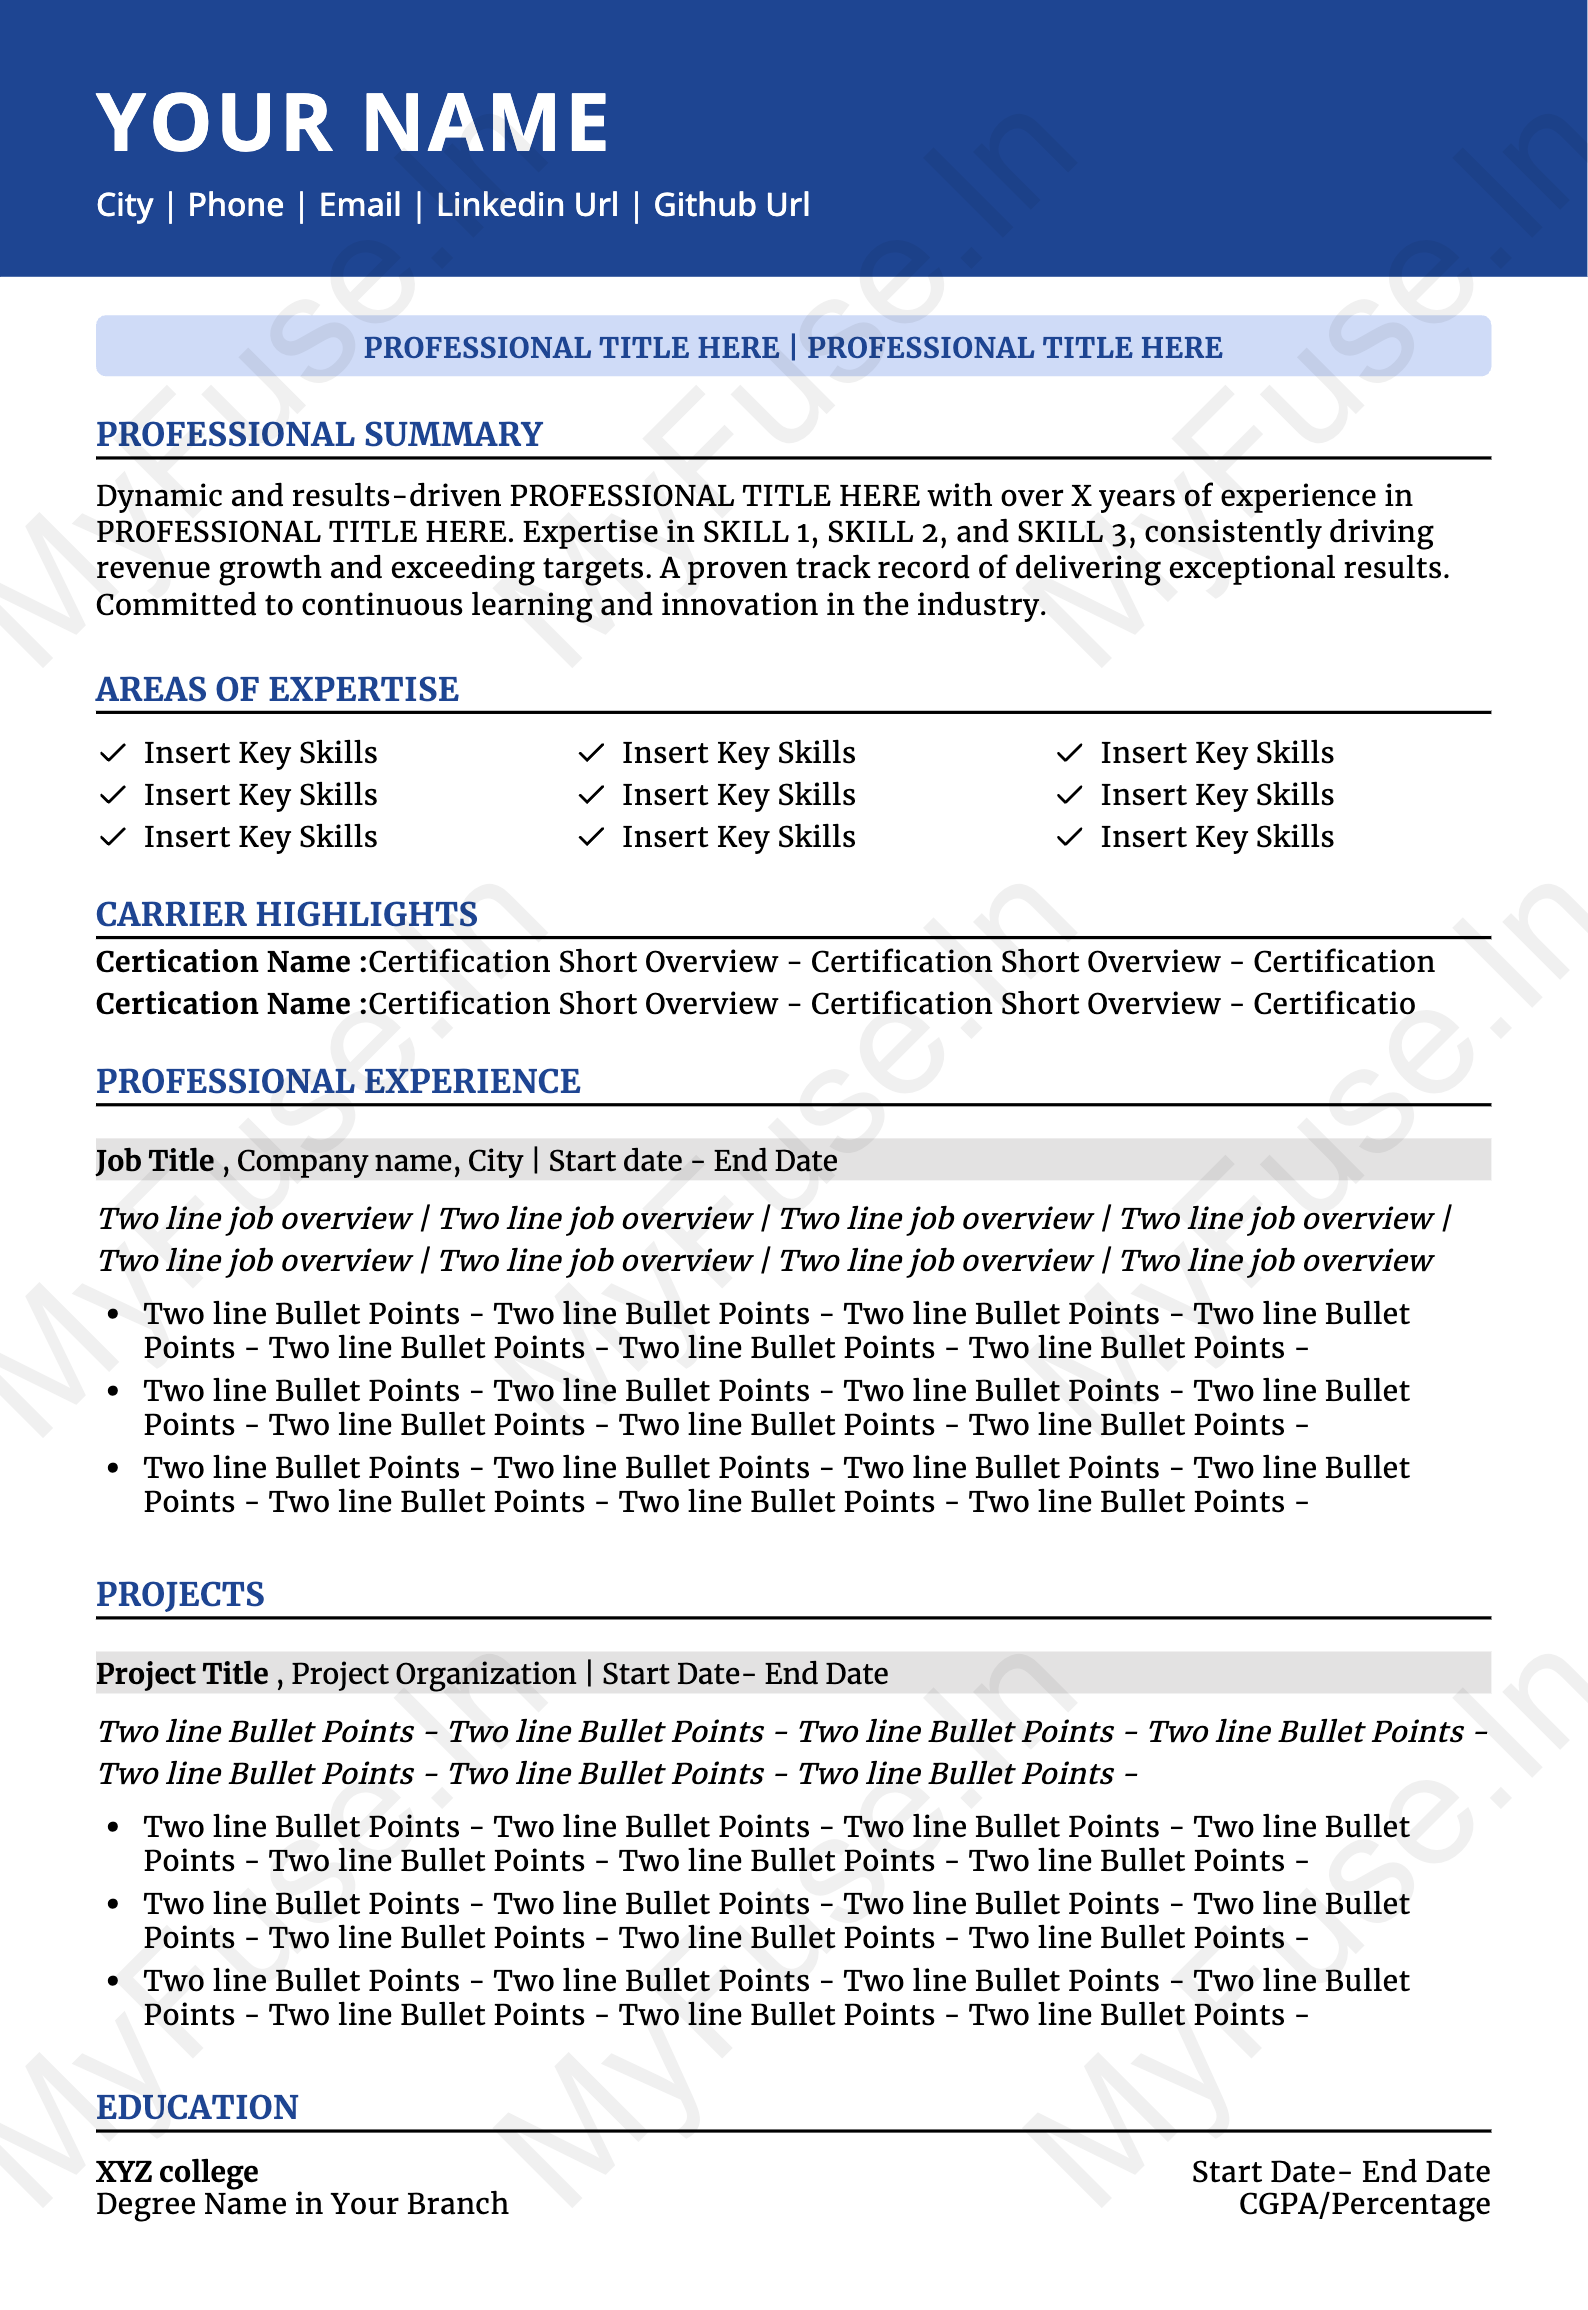 YOUR NAME
City | Phone | Email | Linkedin Url | Github Url
PROFESSIONAL TITLE HERE | PROFESSIONAL TITLE HERE
PROFESSIONAL SUMMARY
Dynamic and results-driven PROFESSIONAL TITLE HERE with over X years of experience in
PROFESSIONAL TITLE HERE. Expertise in SKILL 1, SKILL 2, and SKILL 3, consistently driving
revenue growth and exceeding targets. A proven track record of delivering exceptional results.
Committed to continuous learning and innovation in the industry.
AREAS OF EXPERTISE
✓ Insert Key Skills ✓ Insert Key Skills ✓ Insert Key Skills
✓ Insert Key Skills ✓ Insert Key Skills ✓ Insert Key Skills
✓ Insert Key Skills ✓ Insert Key Skills ✓ Insert Key Skills
CARRIER HIGHLIGHTS
Certication Name :Certification Short Overview - Certification Short Overview - Certification
Certication Name :Certification Short Overview - Certification Short Overview - Certificatio
PROFESSIONAL EXPERIENCE
Job Title , Company name, City | Start date - End Date
Two line job overview | Two line job overview | Two line job overview | Two line job overview |
Two line job overview | Two line job overview | Two line job overview | Two line job overview
• Two line Bullet Points - Two line Bullet Points - Two line Bullet Points - Two line Bullet
Points - Two line Bullet Points - Two line Bullet Points - Two line Bullet Points -
• Two line Bullet Points - Two line Bullet Points - Two line Bullet Points - Two line Bullet
Points - Two line Bullet Points - Two line Bullet Points - Two line Bullet Points -
• Two line Bullet Points - Two line Bullet Points - Two line Bullet Points - Two line Bullet
Points - Two line Bullet Points - Two line Bullet Points - Two line Bullet Points -
PROJECTS
Project Title , Project Organization | Start Date- End Date
Two line Bullet Points - Two line Bullet Points - Two line Bullet Points - Two line Bullet Points -
Two line Bullet Points - Two line Bullet Points - Two line Bullet Points -
• Two line Bullet Points - Two line Bullet Points - Two line Bullet Points - Two line Bullet
Points - Two line Bullet Points - Two line Bullet Points - Two line Bullet Points -
• Two line Bullet Points - Two line Bullet Points - Two line Bullet Points - Two line Bullet
Points - Two line Bullet Points - Two line Bullet Points - Two line Bullet Points -
• Two line Bullet Points - Two line Bullet Points - Two line Bullet Points - Two line Bullet
Points - Two line Bullet Points - Two line Bullet Points - Two line Bullet Points -
EDUCATION
XYZ college Start Date- End Date
Degree Name in Your Branch CGPA/Percentage
MyFuse.In
MyFuse.In
MyFuse.In
MyFuse.In
MyFuse.In
MyFuse.In
MyFuse.In
MyFuse.In
MyFuse.In